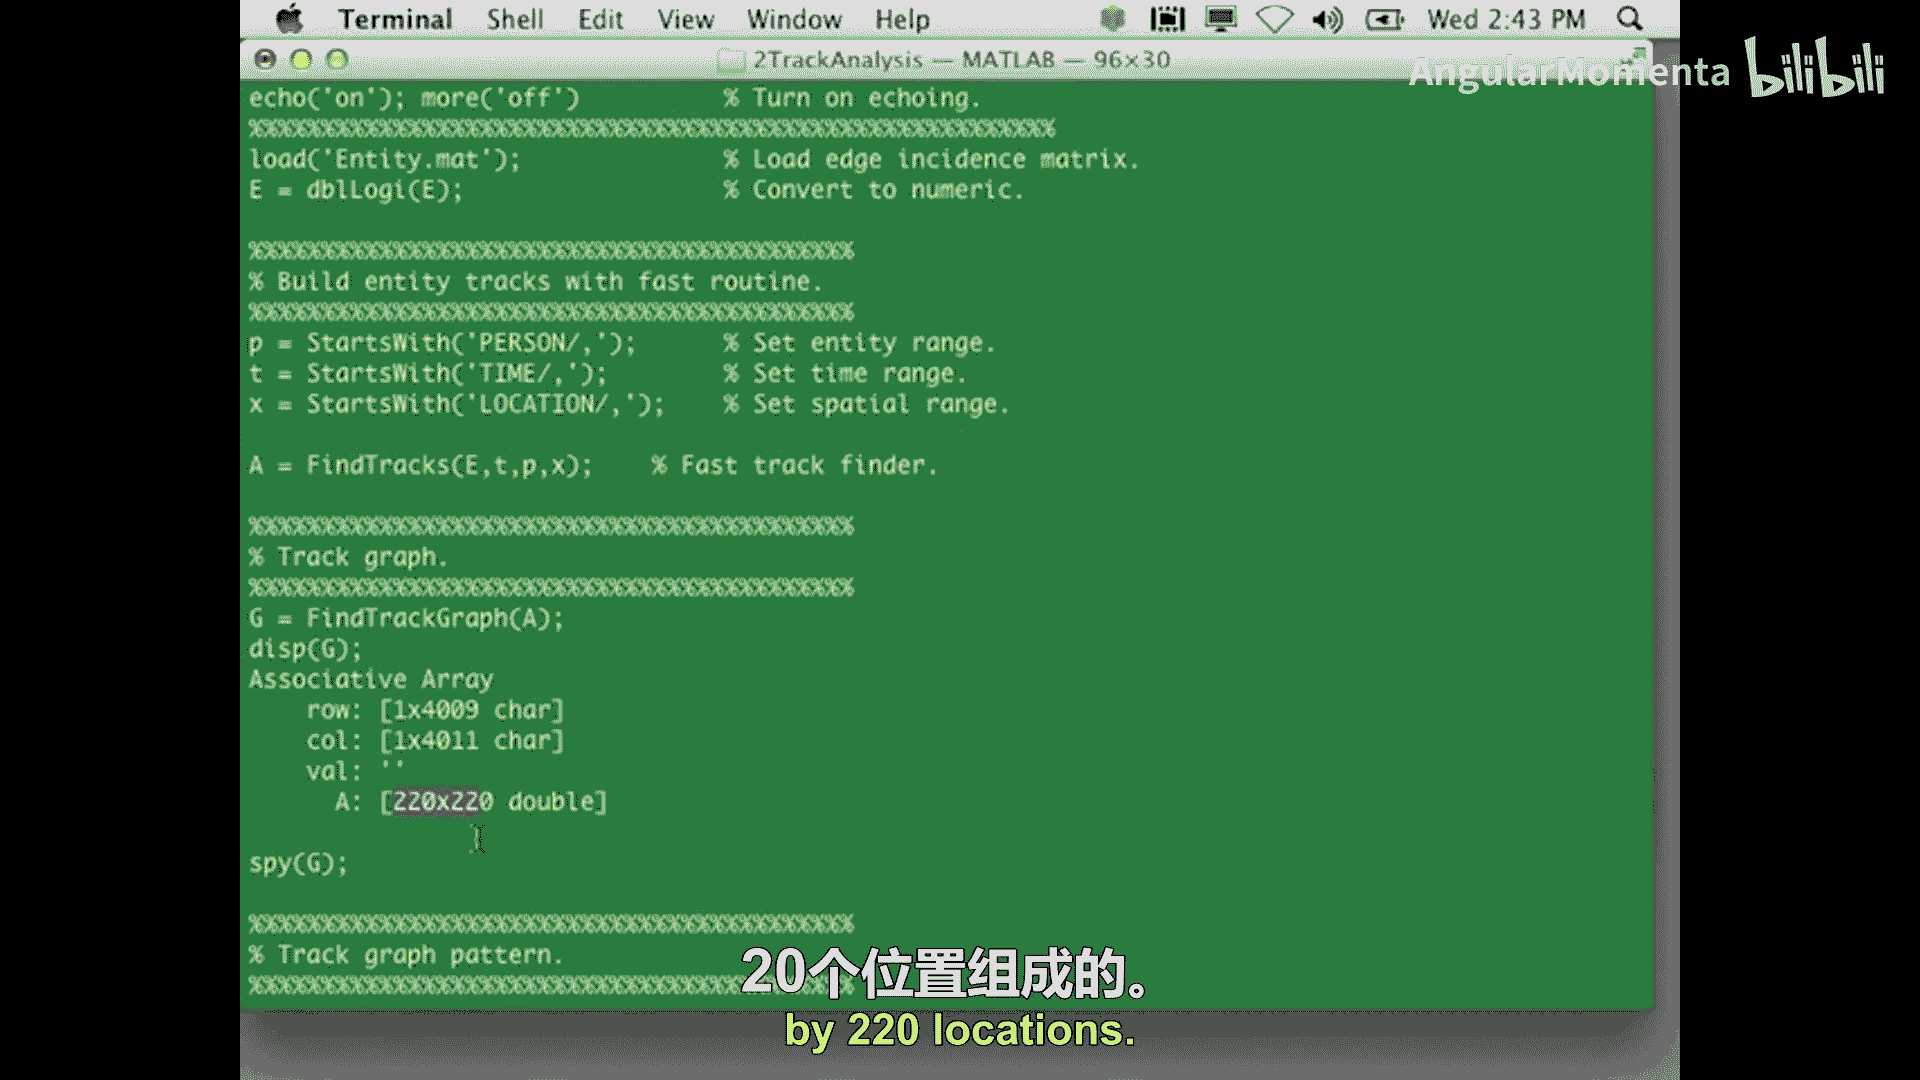 Terminal Shell Edit View Window Help Wed 2:43 PM
2TrackAnalysis — MATLAB — 96×30
AngularMomenta bilibili
echo('on'); more('off') % Turn on echoing.
%%%%%%%%%%%%%%%%%%%%%%%%%%%%%%%%%%%%%%%%%%%%%%%%%%%%%%%%
load('Entity.mat'); % Load edge incidence matrix.
E = dblLogi(E); % Convert to numeric.
%%%%%%%%%%%%%%%%%%%%%%%%%%%%%%%%%%%%%%%%%%
% Build entity tracks with fast routine.
%%%%%%%%%%%%%%%%%%%%%%%%%%%%%%%%%%%%%%%%%%
p = StartsWith('PERSON/,'); % Set entity range.
t = StartsWith('TIME/,'); % Set time range.
x = StartsWith('LOCATION/,'); % Set spatial range.
A = FindTracks(E,t,p,x); % Fast track finder.
%%%%%%%%%%%%%%%%%%%%%%%%%%%%%%%%%%%%%%%%%%
% Track graph.
%%%%%%%%%%%%%%%%%%%%%%%%%%%%%%%%%%%%%%%%%%
G = FindTrackGraph(A);
disp(G);
Associative Array
row: [1x4009 char]
col: [1x4011 char]
val: ''
A: [220x220 double]
spy(G);
%%%%%%%%%%%%%%%%%%%%%%%%%%%%%%%%%%%%%%%%%%
% Track graph pattern.
%%%%%%%%%%%%%%%%%%%%%%%%%%%%%%%%%%%%%%%%%%
20个位置组成的。
by 220 locations.